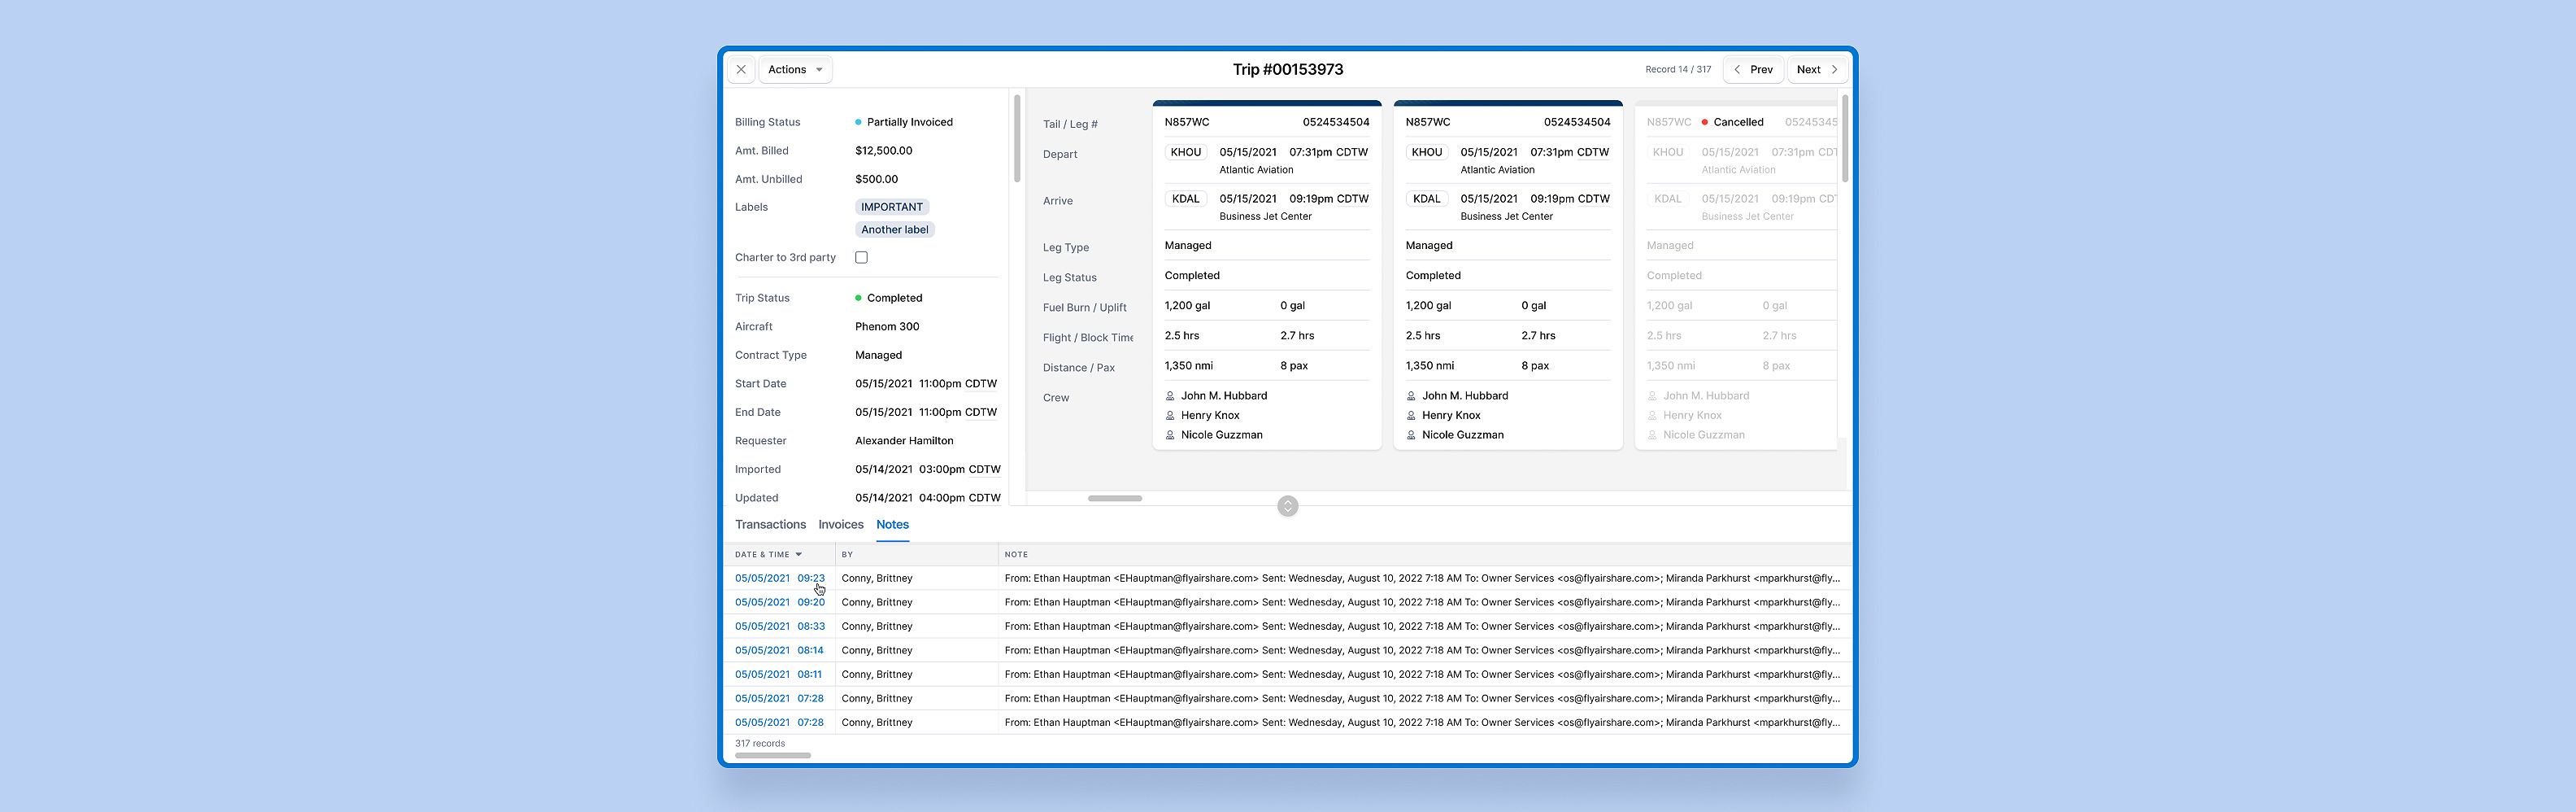 Actions
Trip #00153973
Record 14 / 317
Prev
Next
Billing Status Partially Invoiced
Amt. Billed $12,500.00
Amt. Unbilled $500.00
Labels IMPORTANT
Another label
Charter to 3rd party
Trip Status Completed
Aircraft Phenom 300
Contract Type Managed
Start Date 05/15/2021 11:00pm CDTW
End Date 05/15/2021 11:00pm CDTW
Requester Alexander Hamilton
Imported 05/14/2021 03:00pm CDTW
Updated 05/14/2021 04:00pm CDTW
Tail / Leg #
Depart
Arrive
Leg Type
Leg Status
Fuel Burn / Uplift
Flight / Block Time
Distance / Pax
Crew
N857WC 0524534504
KHOU 05/15/2021 07:31pm CDTW
Atlantic Aviation
KDAL 05/15/2021 09:19pm CDTW
Business Jet Center
Managed
Completed
1,200 gal 0 gal
2.5 hrs 2.7 hrs
1,350 nmi 8 pax
John M. Hubbard
Henry Knox
Nicole Guzzman
N857WC 0524534504
KHOU 05/15/2021 07:31pm CDTW
Atlantic Aviation
KDAL 05/15/2021 09:19pm CDTW
Business Jet Center
Managed
Completed
1,200 gal 0 gal
2.5 hrs 2.7 hrs
1,350 nmi 8 pax
John M. Hubbard
Henry Knox
Nicole Guzzman
N857WC Cancelled 05245345
KHOU 05/15/2021 07:31pm CDT
Atlantic Aviation
KDAL 05/15/2021 09:19pm CDT
Business Jet Center
Managed
Completed
1,200 gal 0 gal
2.5 hrs 2.7 hrs
1,350 nmi 8 pax
John M. Hubbard
Henry Knox
Nicole Guzzman
Transactions Invoices Notes
DATE & TIME BY NOTE
05/05/2021 09:23 Conny, Brittney From: Ethan Hauptman <EHauptman@flyairshare.com> Sent: Wednesday, August 10, 2022 7:18 AM To: Owner Services <os@flyairshare.com>; Miranda Parkhurst <mparkhurst@fly...
05/05/2021 09:20 Conny, Brittney From: Ethan Hauptman <EHauptman@flyairshare.com> Sent: Wednesday, August 10, 2022 7:18 AM To: Owner Services <os@flyairshare.com>; Miranda Parkhurst <mparkhurst@fly...
05/05/2021 08:33 Conny, Brittney From: Ethan Hauptman <EHauptman@flyairshare.com> Sent: Wednesday, August 10, 2022 7:18 AM To: Owner Services <os@flyairshare.com>; Miranda Parkhurst <mparkhurst@fly...
05/05/2021 08:14 Conny, Brittney From: Ethan Hauptman <EHauptman@flyairshare.com> Sent: Wednesday, August 10, 2022 7:18 AM To: Owner Services <os@flyairshare.com>; Miranda Parkhurst <mparkhurst@fly...
05/05/2021 08:11 Conny, Brittney From: Ethan Hauptman <EHauptman@flyairshare.com> Sent: Wednesday, August 10, 2022 7:18 AM To: Owner Services <os@flyairshare.com>; Miranda Parkhurst <mparkhurst@fly...
05/05/2021 07:28 Conny, Brittney From: Ethan Hauptman <EHauptman@flyairshare.com> Sent: Wednesday, August 10, 2022 7:18 AM To: Owner Services <os@flyairshare.com>; Miranda Parkhurst <mparkhurst@fly...
05/05/2021 07:28 Conny, Brittney From: Ethan Hauptman <EHauptman@flyairshare.com> Sent: Wednesday, August 10, 2022 7:18 AM To: Owner Services <os@flyairshare.com>; Miranda Parkhurst <mparkhurst@fly...
317 records